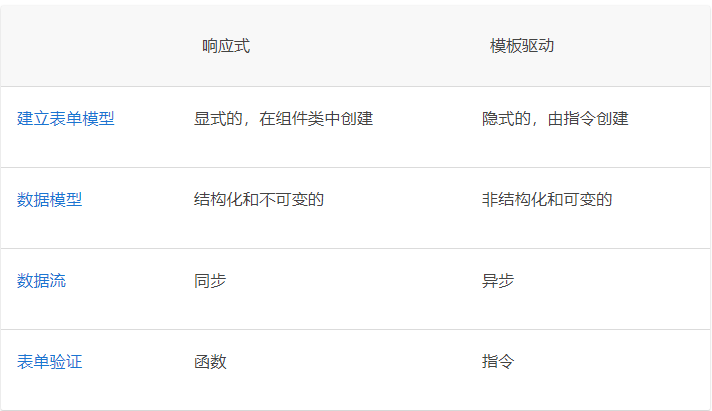 响应式 模板驱动
建立表单模型 显式的，在组件类中创建 隐式的，由指令创建
数据模型 结构化和不可变的 非结构化和可变的
数据流 同步 异步
表单验证 函数 指令